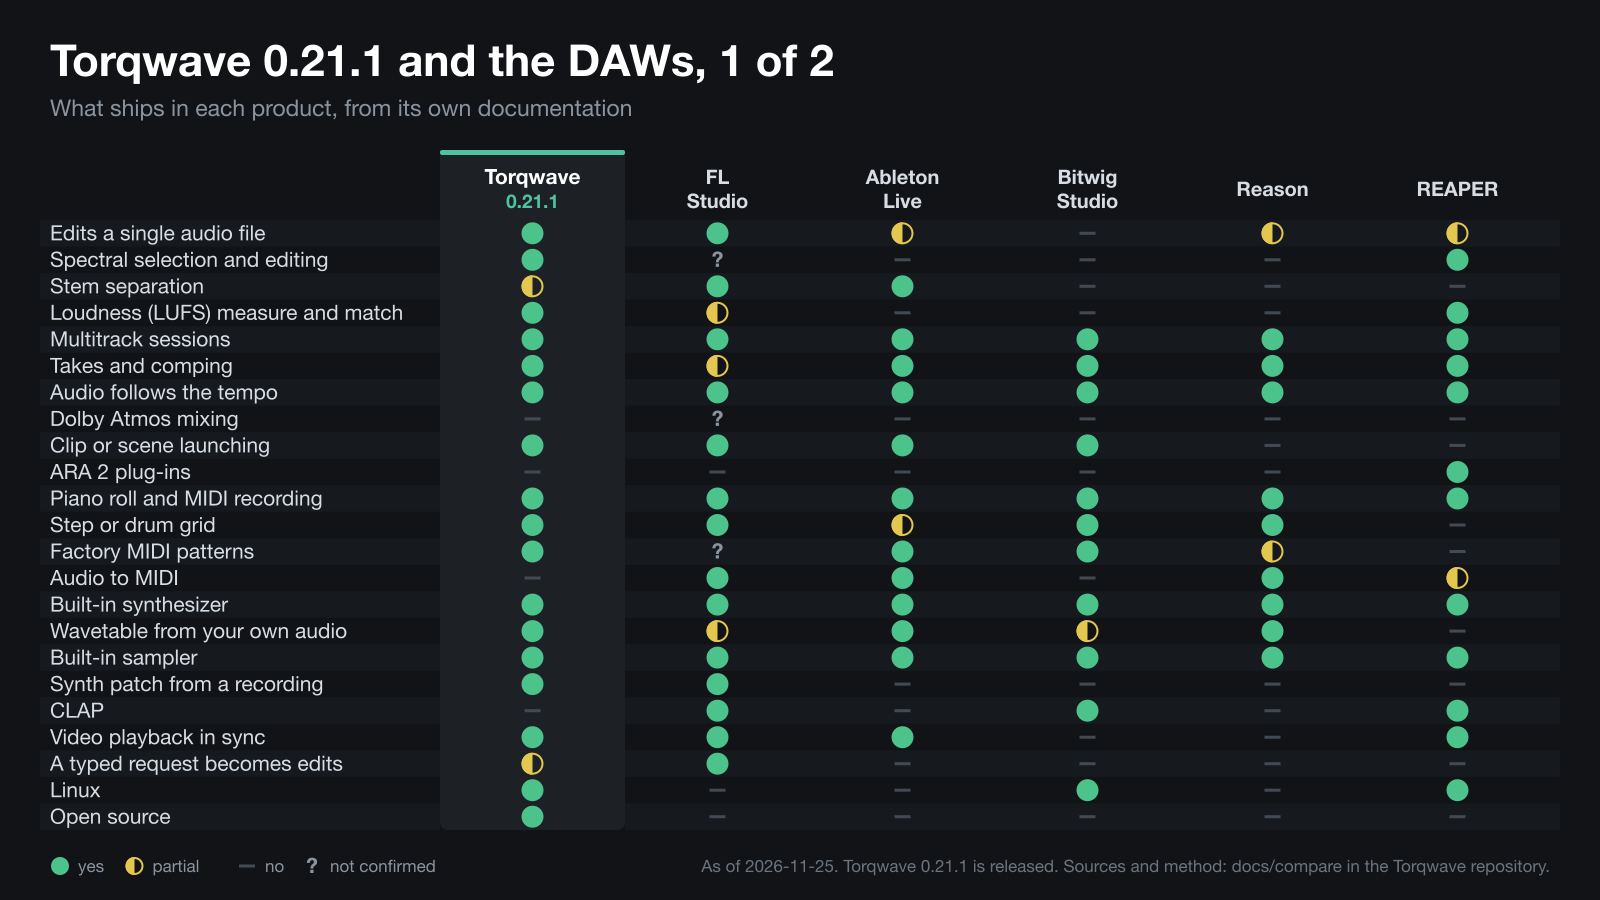 Torqwave 0.21.1 and the DAWs, 1 of 2
What ships in each product, from its own documentation
Torqwave
0.21.1
FL
Studio
Ableton
Live
Bitwig
Studio
Reason
REAPER
Edits a single audio file
Spectral selection and editing ?
Stem separation
Loudness (LUFS) measure and match
Multitrack sessions
Takes and comping
Audio follows the tempo
Dolby Atmos mixing ?
Clip or scene launching
ARA 2 plug-ins
Piano roll and MIDI recording
Step or drum grid
Factory MIDI patterns ?
Audio to MIDI
Built-in synthesizer
Wavetable from your own audio
Built-in sampler
Synth patch from a recording
CLAP
Video playback in sync
A typed request becomes edits
Linux
Open source
yes partial — no ? not confirmed
As of 2026-11-25. Torqwave 0.21.1 is released. Sources and method: docs/compare in the Torqwave repository.